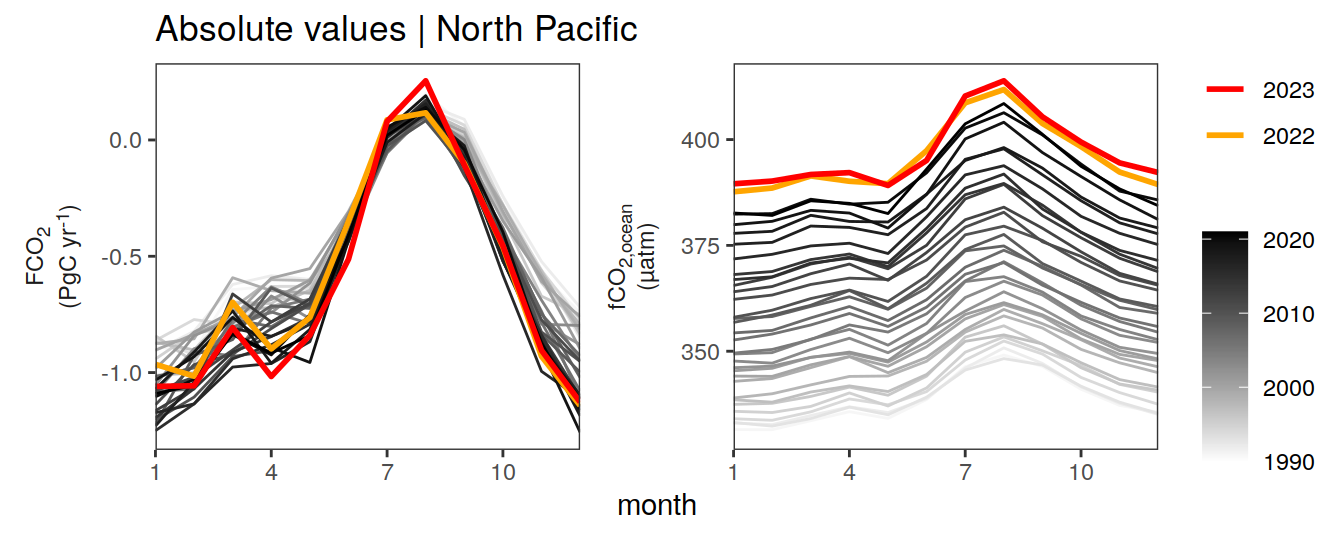 Absolute values | North Pacific
FCO₂
(PgC yr⁻¹)
0.0
-0.5
-1.0
1 4 7 10
fCO₂,ocean
(µatm)
400
375
350
1 4 7 10
month
2023
2022
2020
2010
2000
1990